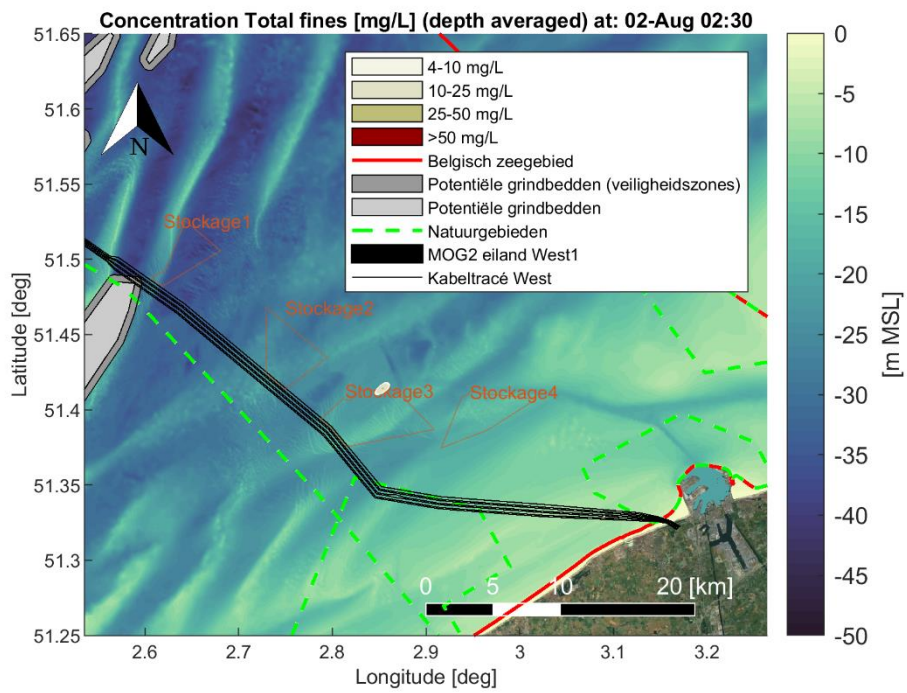 Concentration Total fines [mg/L] (depth averaged) at: 02-Aug 02:30
4-10 mg/L
10-25 mg/L
25-50 mg/L
>50 mg/L
Belgisch zeegebied
Potentiële grindbedden (veiligheidszones)
Potentiële grindbedden
Natuurgebieden
MOG2 eiland West1
Kabeltracé West
N
Stockage1
Stockage2
Stockage3
Stockage4
0 5 10 20 [km]
51.65
51.6
51.55
51.5
51.45
51.4
51.35
51.3
51.25
Latitude [deg]
2.6 2.7 2.8 2.9 3 3.1 3.2
Longitude [deg]
0
-5
-10
-15
-20
-25
-30
-35
-40
-45
-50
[m MSL]